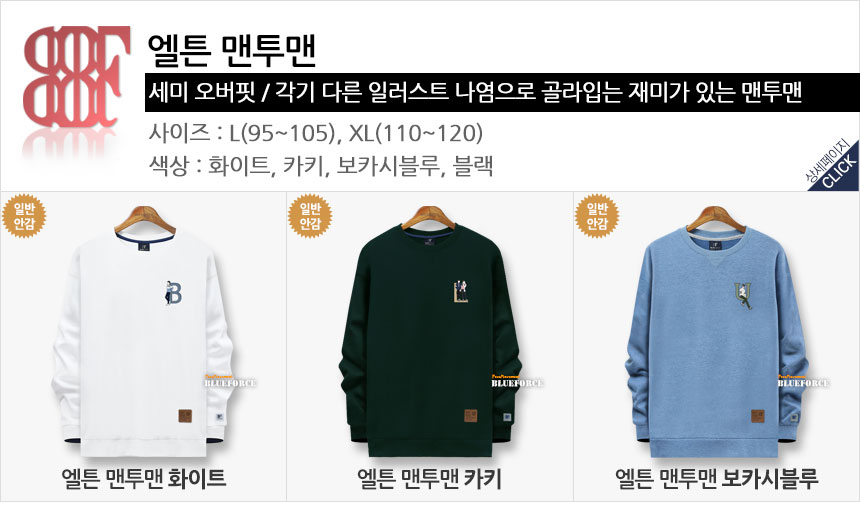 엘튼 맨투맨
세미 오버핏 / 각기 다른 일러스트 나염으로 골라입는 재미가 있는 맨투맨
사이즈 : L(95~105), XL(110~120)
색상 : 화이트, 카키, 보카시블루, 블랙
상세페이지
CLICK
일반
안감
일반
안감
일반
안감
B
BLUEFORCE
BLUEFORCE
BLUEFORCE
엘튼 맨투맨 화이트
엘튼 맨투맨 카키
엘튼 맨투맨 보카시블루